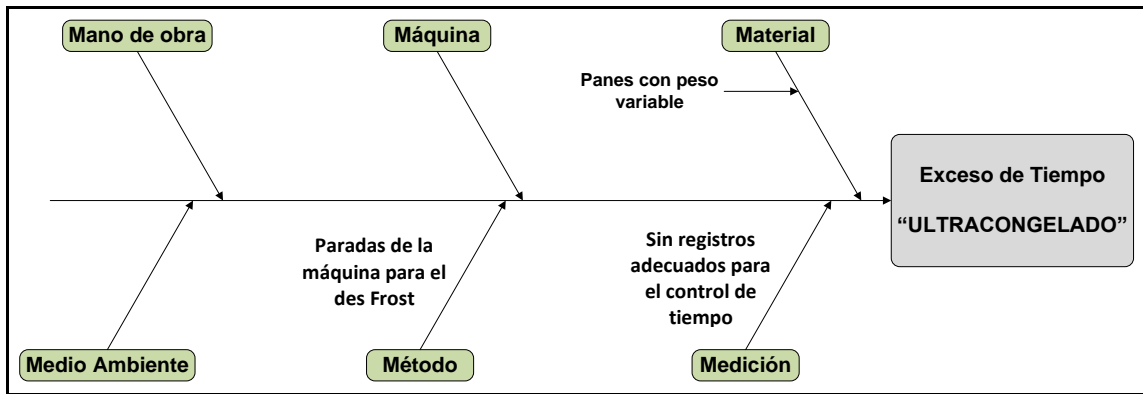 Mano de obra
Máquina
Material
Panes con peso
variable
Exceso de Tiempo
“ULTRACONGELADO”
Paradas de la
máquina para el
des Frost
Sin registros
adecuados para
el control de
tiempo
Medio Ambiente
Método
Medición